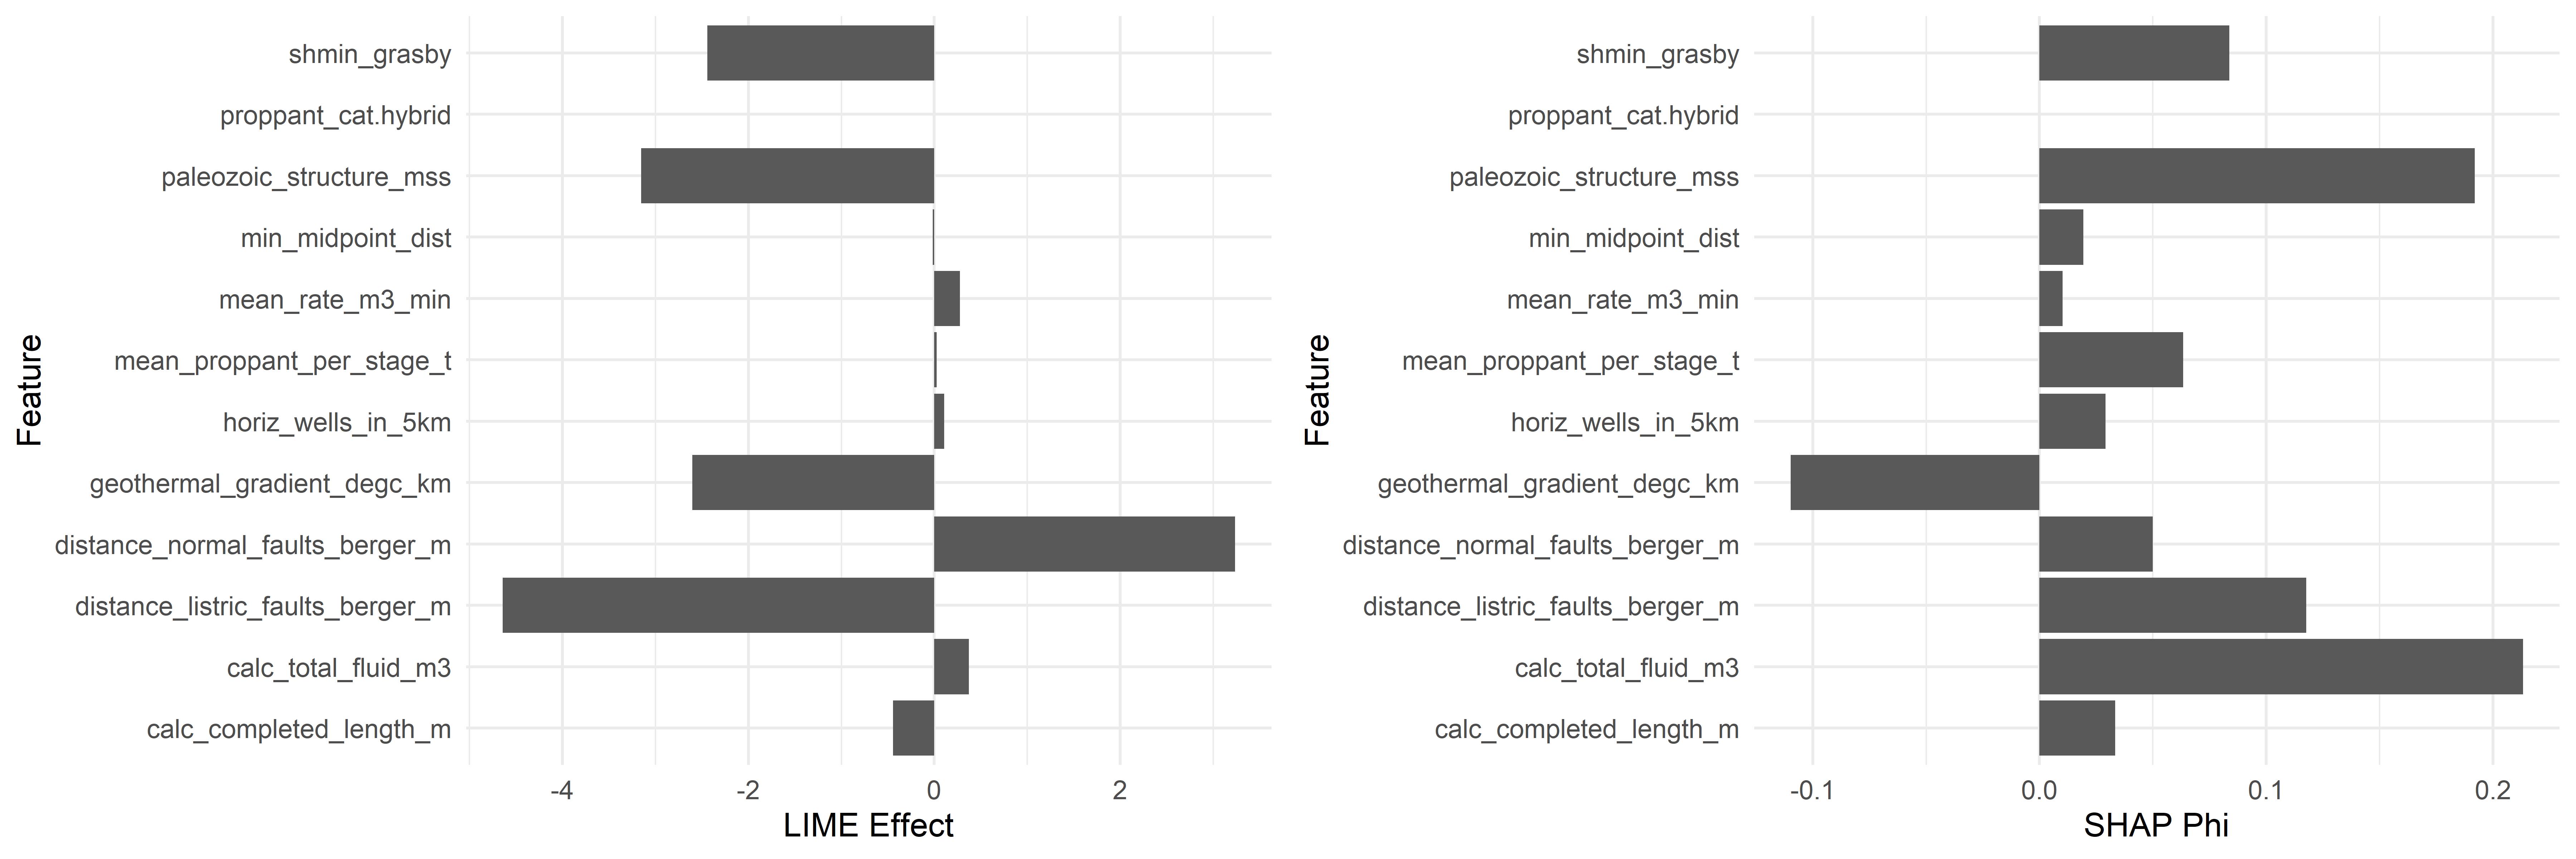 Feature
shmin_grasby
proppant_cat.hybrid
paleozoic_structure_mss
min_midpoint_dist
mean_rate_m3_min
mean_proppant_per_stage_t
horiz_wells_in_5km
geothermal_gradient_degc_km
distance_normal_faults_berger_m
distance_listric_faults_berger_m
calc_total_fluid_m3
calc_completed_length_m
-4 -2 0 2
LIME Effect
Feature
shmin_grasby
proppant_cat.hybrid
paleozoic_structure_mss
min_midpoint_dist
mean_rate_m3_min
mean_proppant_per_stage_t
horiz_wells_in_5km
geothermal_gradient_degc_km
distance_normal_faults_berger_m
distance_listric_faults_berger_m
calc_total_fluid_m3
calc_completed_length_m
-0.1 0.0 0.1 0.2
SHAP Phi